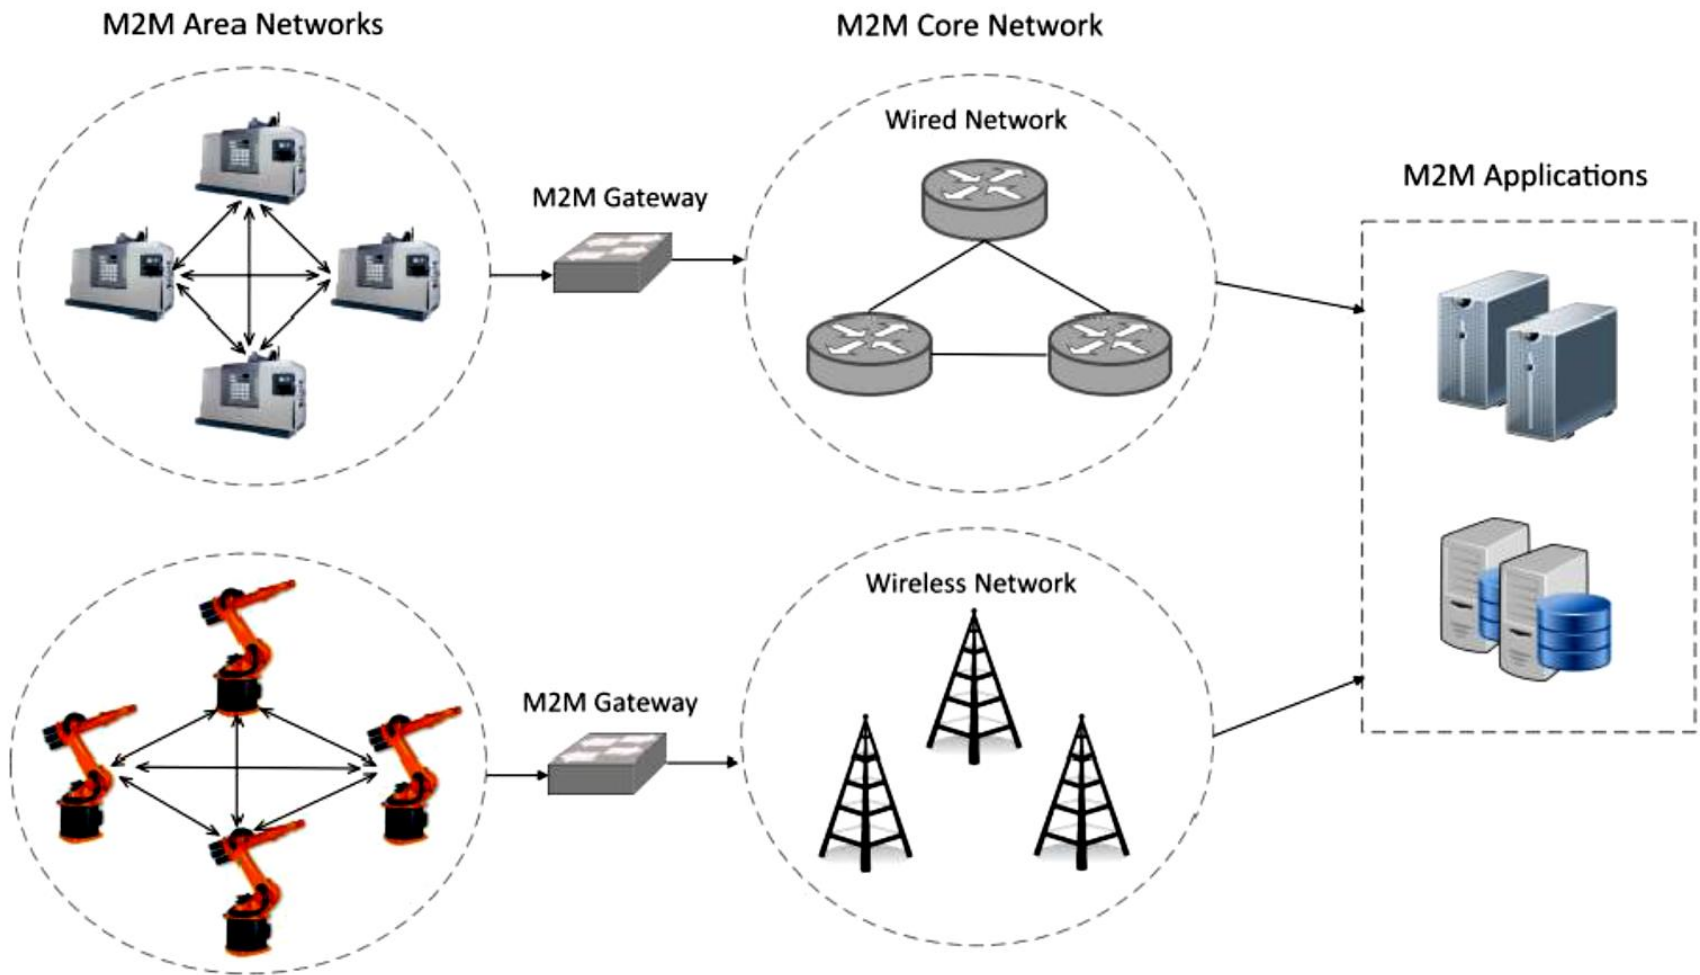 M2M Area Networks
M2M Core Network
Wired Network
M2M Gateway
M2M Applications
Wireless Network
M2M Gateway